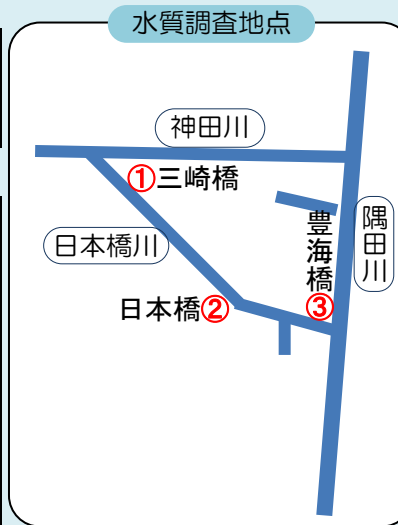 水質調査地点
神田川
①三崎橋
日本橋川
豊海橋
③
隅田川
日本橋②